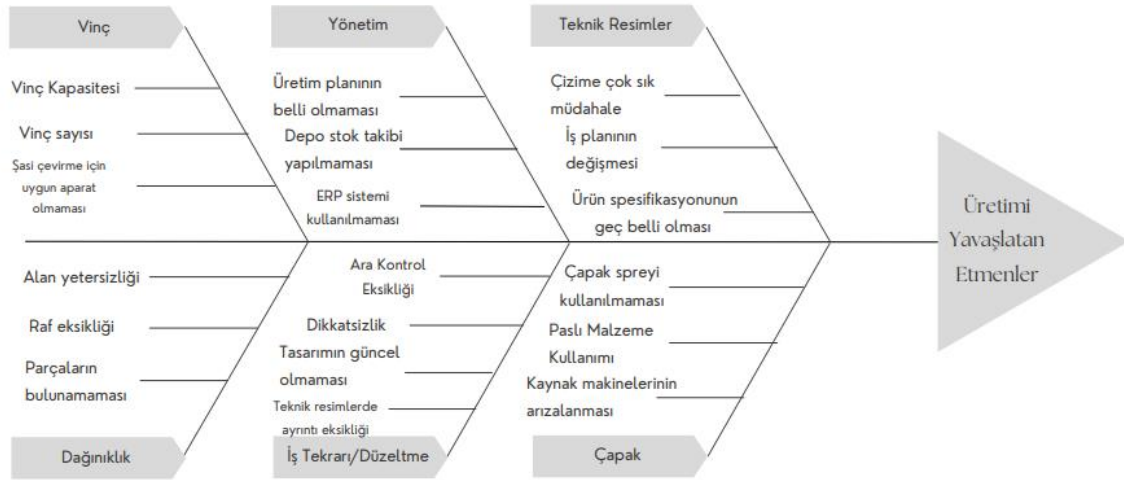 Vinç
Vinç Kapasitesi
Vinç sayısı
Şasi çevirme için
uygun aparat
olmaması
Yönetim
Üretim planının
belli olmaması
Depo stok takibi
yapılmaması
ERP sistemi
kullanılmaması
Teknik Resimler
Çizime çok sık
müdahale
İş planının
değişmesi
Ürün spesifikasyonunun
geç belli olması
Üretimi
Yavaşlatan
Etmenler
Alan yetersizliği
Raf eksikliği
Parçaların
bulunamaması
Dağınıklık
Ara Kontrol
Eksikliği
Dikkatsizlik
Tasarımın güncel
olmaması
Teknik resimlerde
ayrıntı eksikliği
İş Tekrarı/Düzeltme
Çapak spreyi
kullanılmaması
Paslı Malzeme
Kullanımı
Kaynak makinelerinin
arızalanması
Çapak